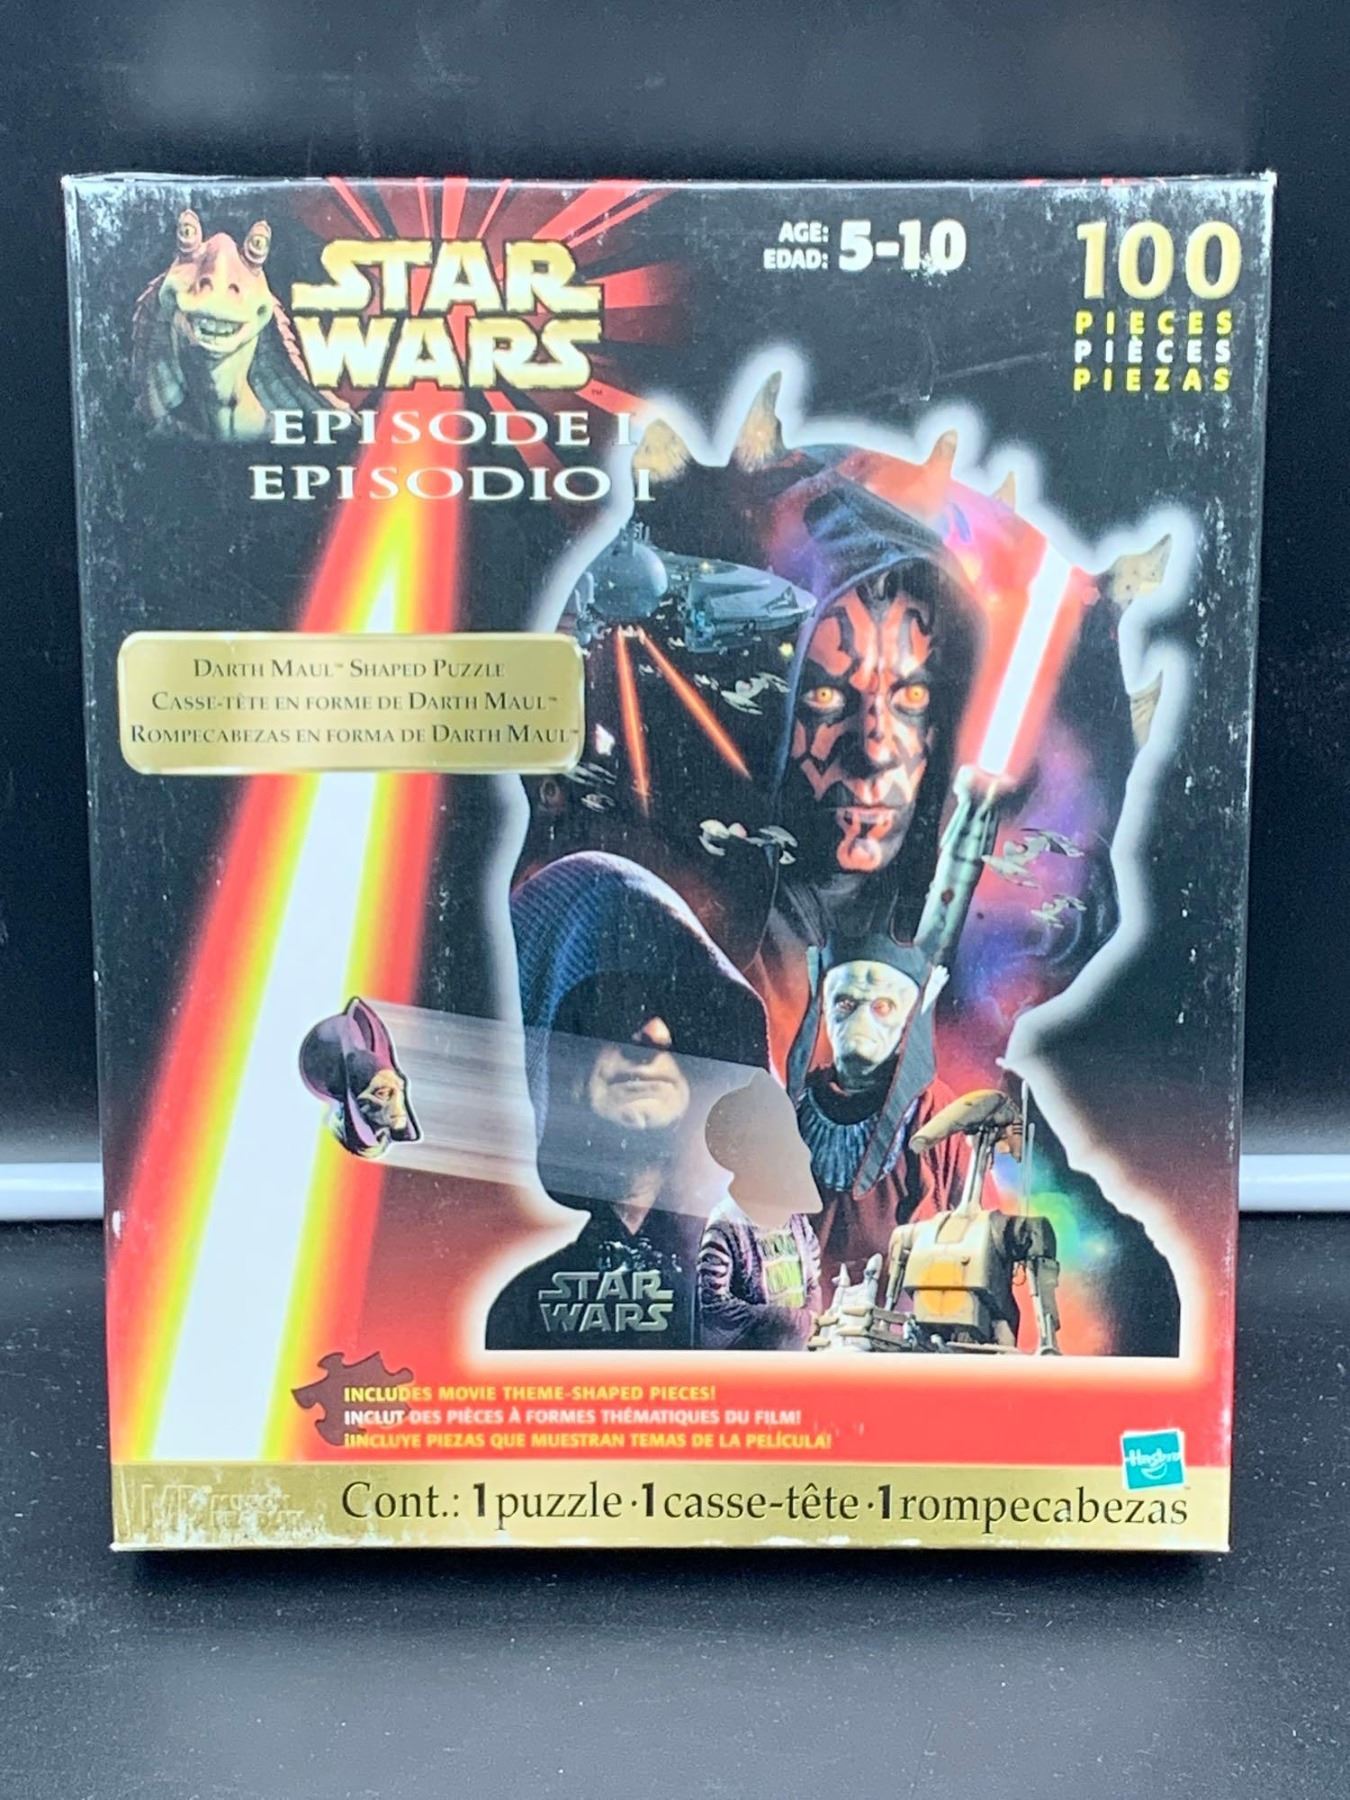 STAR
WARS™
EPISODE I
EPISODIO I
AGE:
EDAD: 5-10
100
PIECES
PIÈCES
PIEZAS
DARTH MAUL™ SHAPED PUZZLE
CASSE-TÊTE EN FORME DE DARTH MAUL™
ROMPECABEZAS EN FORMA DE DARTH MAUL™
STAR
WARS
INCLUDES MOVIE THEME-SHAPED PIECES!
INCLUT DES PIÈCES À FORMES THÉMATIQUES DU FILM!
¡INCLUYE PIEZAS QUE MUESTRAN TEMAS DE LA PELÍCULA!
Hasbro
MB
Cont.: 1 puzzle · 1 casse-tête · 1 rompecabezas